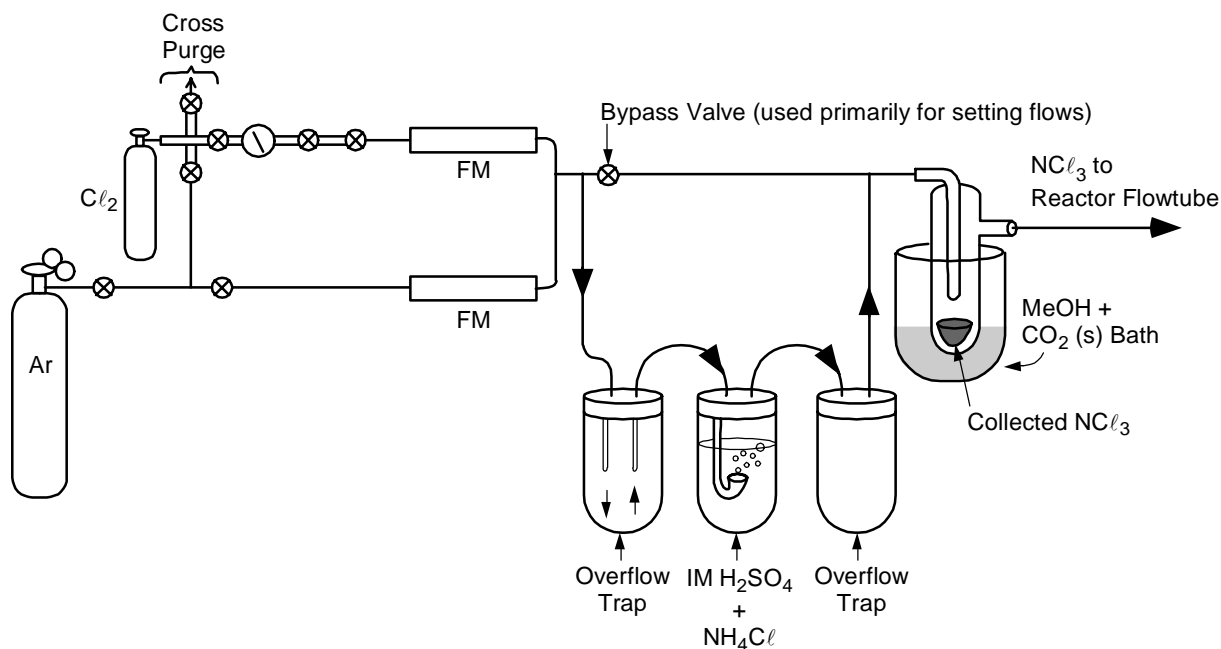 Cross
Purge
Bypass Valve (used primarily for setting flows)
Cℓ₂
FM
NCℓ₃ to
Reactor Flowtube
Ar
FM
MeOH +
CO₂ (s) Bath
Collected NCℓ₃
Overflow
Trap
IM H₂SO₄
+
NH₄Cℓ
Overflow
Trap